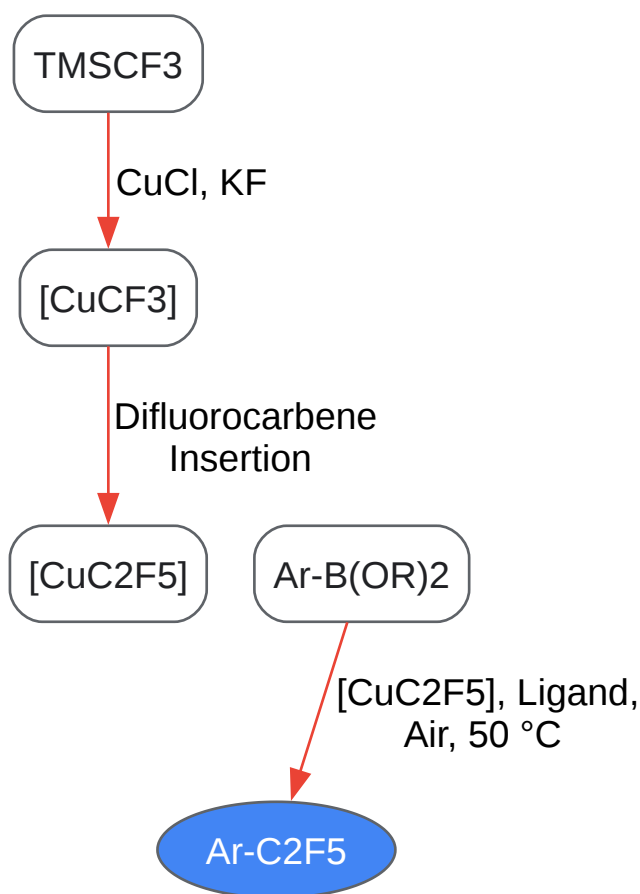 TMSCF3
CuCl, KF
[CuCF3]
Difluorocarbene
Insertion
[CuC2F5]
Ar-B(OR)2
[CuC2F5], Ligand,
Air, 50 °C
Ar-C2F5